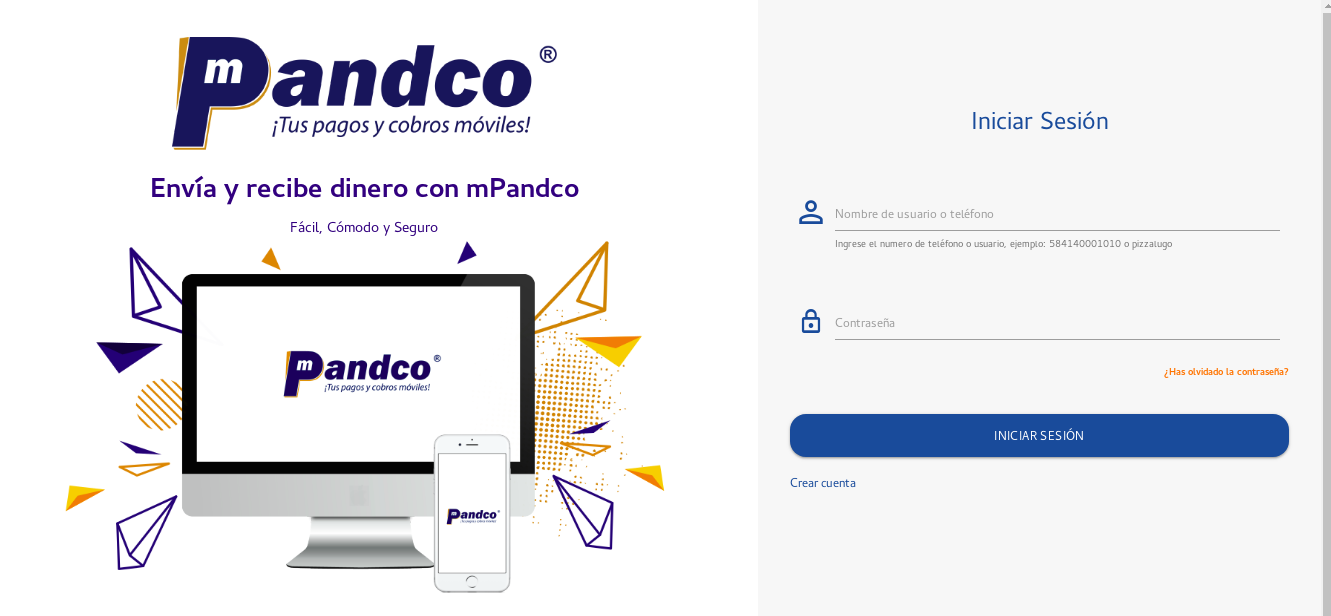 mPandco®
¡Tus pagos y cobros móviles!
Envía y recibe dinero con mPandco
Fácil, Cómodo y Seguro
mPandco®
¡Tus pagos y cobros móviles!
Pandco
Iniciar Sesión
Nombre de usuario o teléfono
Ingrese el numero de teléfono o usuario, ejemplo: 584140001010 o pizzalugo
Contraseña
¿Has olvidado la contraseña?
INICIAR SESIÓN
Crear cuenta